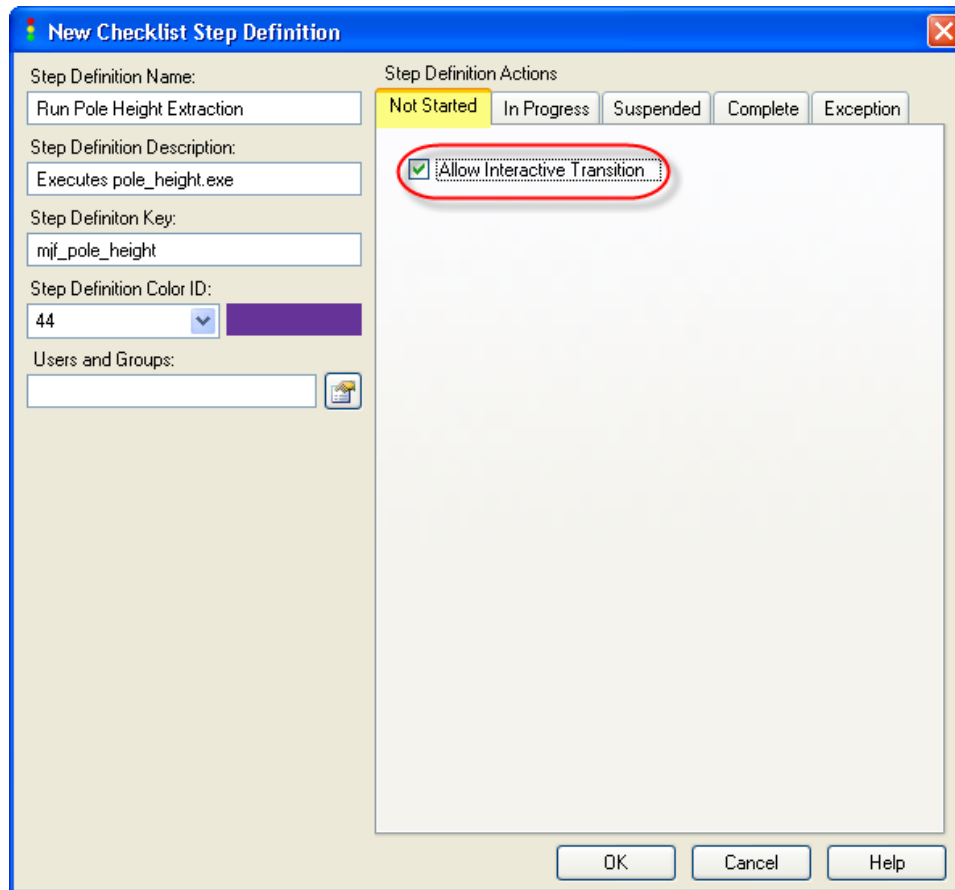 New Checklist Step Definition
Step Definition Name:
Run Pole Height Extraction
Step Definition Description:
Executes pole_height.exe
Step Definiton Key:
mjf_pole_height
Step Definition Color ID:
44
Users and Groups:
Step Definition Actions
Not Started
In Progress
Suspended
Complete
Exception
Allow Interactive Transition
OK
Cancel
Help